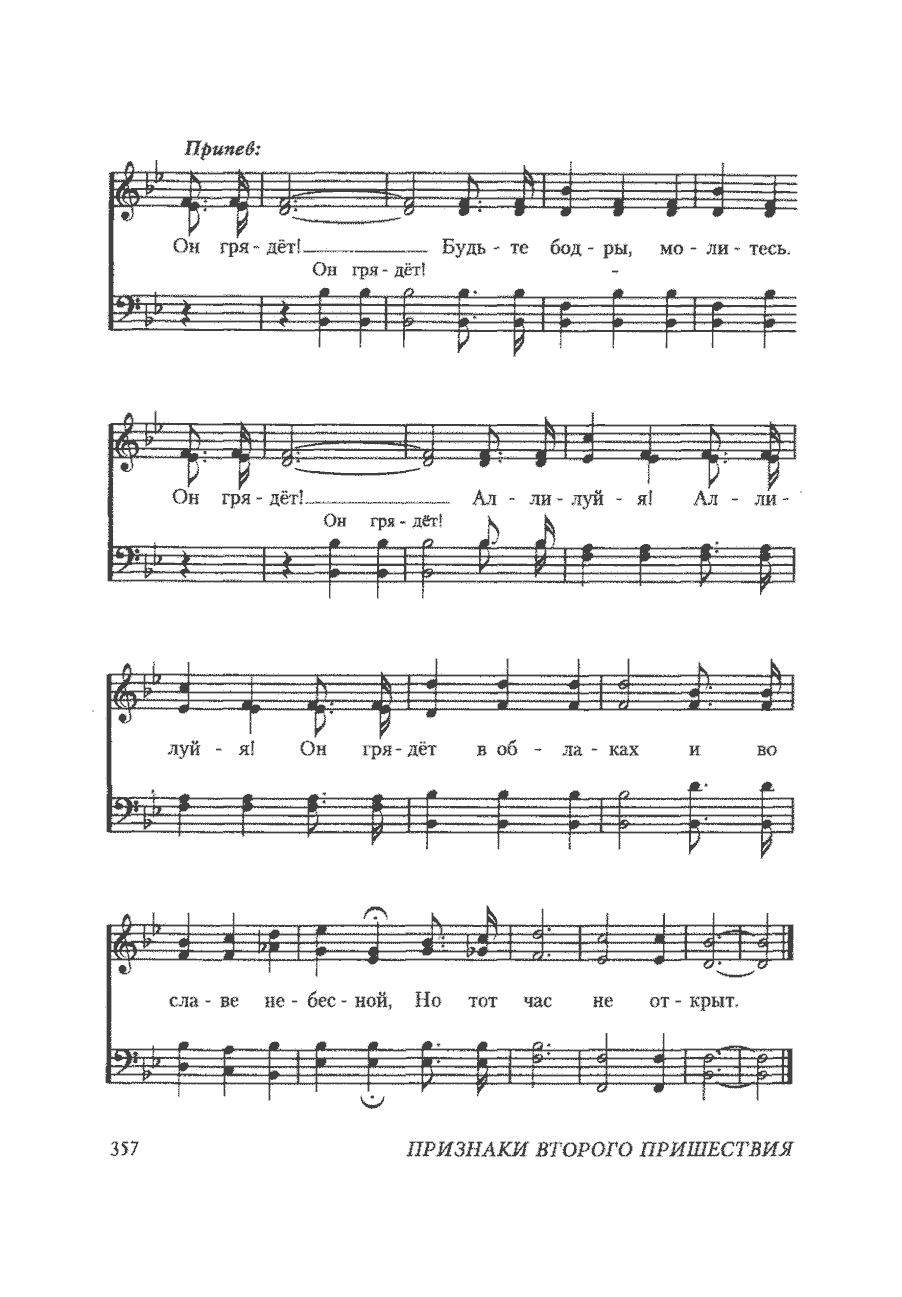 Припев:
Он гря - дёт! Будь - те бод - ры, мо - ли - тесь.
Он гря - дёт!
Он гря - дёт! Ал - ли - луй - я! Ал - ли -
Он гря - дёт!
луй - я! Он гря - дёт в об - ла - ках и во
сла - ве не - бес - ной, Но тот час не от - крыт.
357 ПРИЗНАКИ ВТОРОГО ПРИШЕСТВИЯ